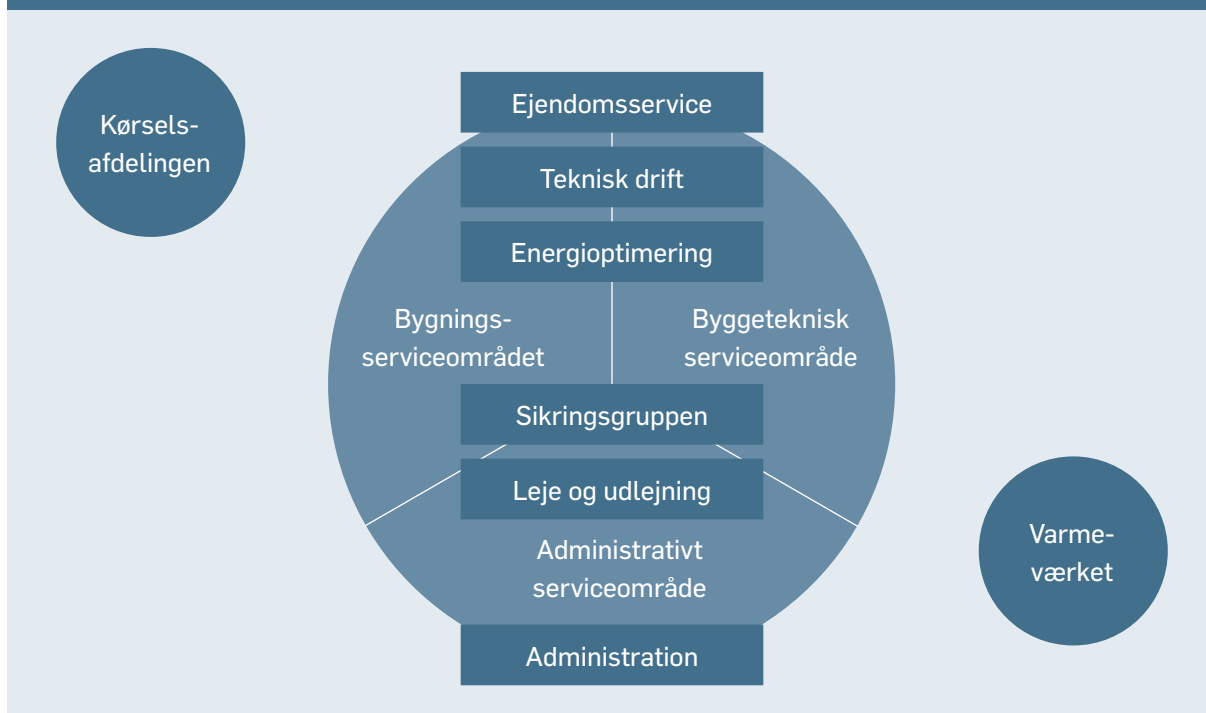 Kørsels-
afdelingen
Ejendomsservice
Teknisk drift
Energioptimering
Bygnings-
serviceområdet
Byggeteknisk
serviceområde
Sikringsgruppen
Leje og udlejning
Administrativt
serviceområde
Administration
Varme-
værket